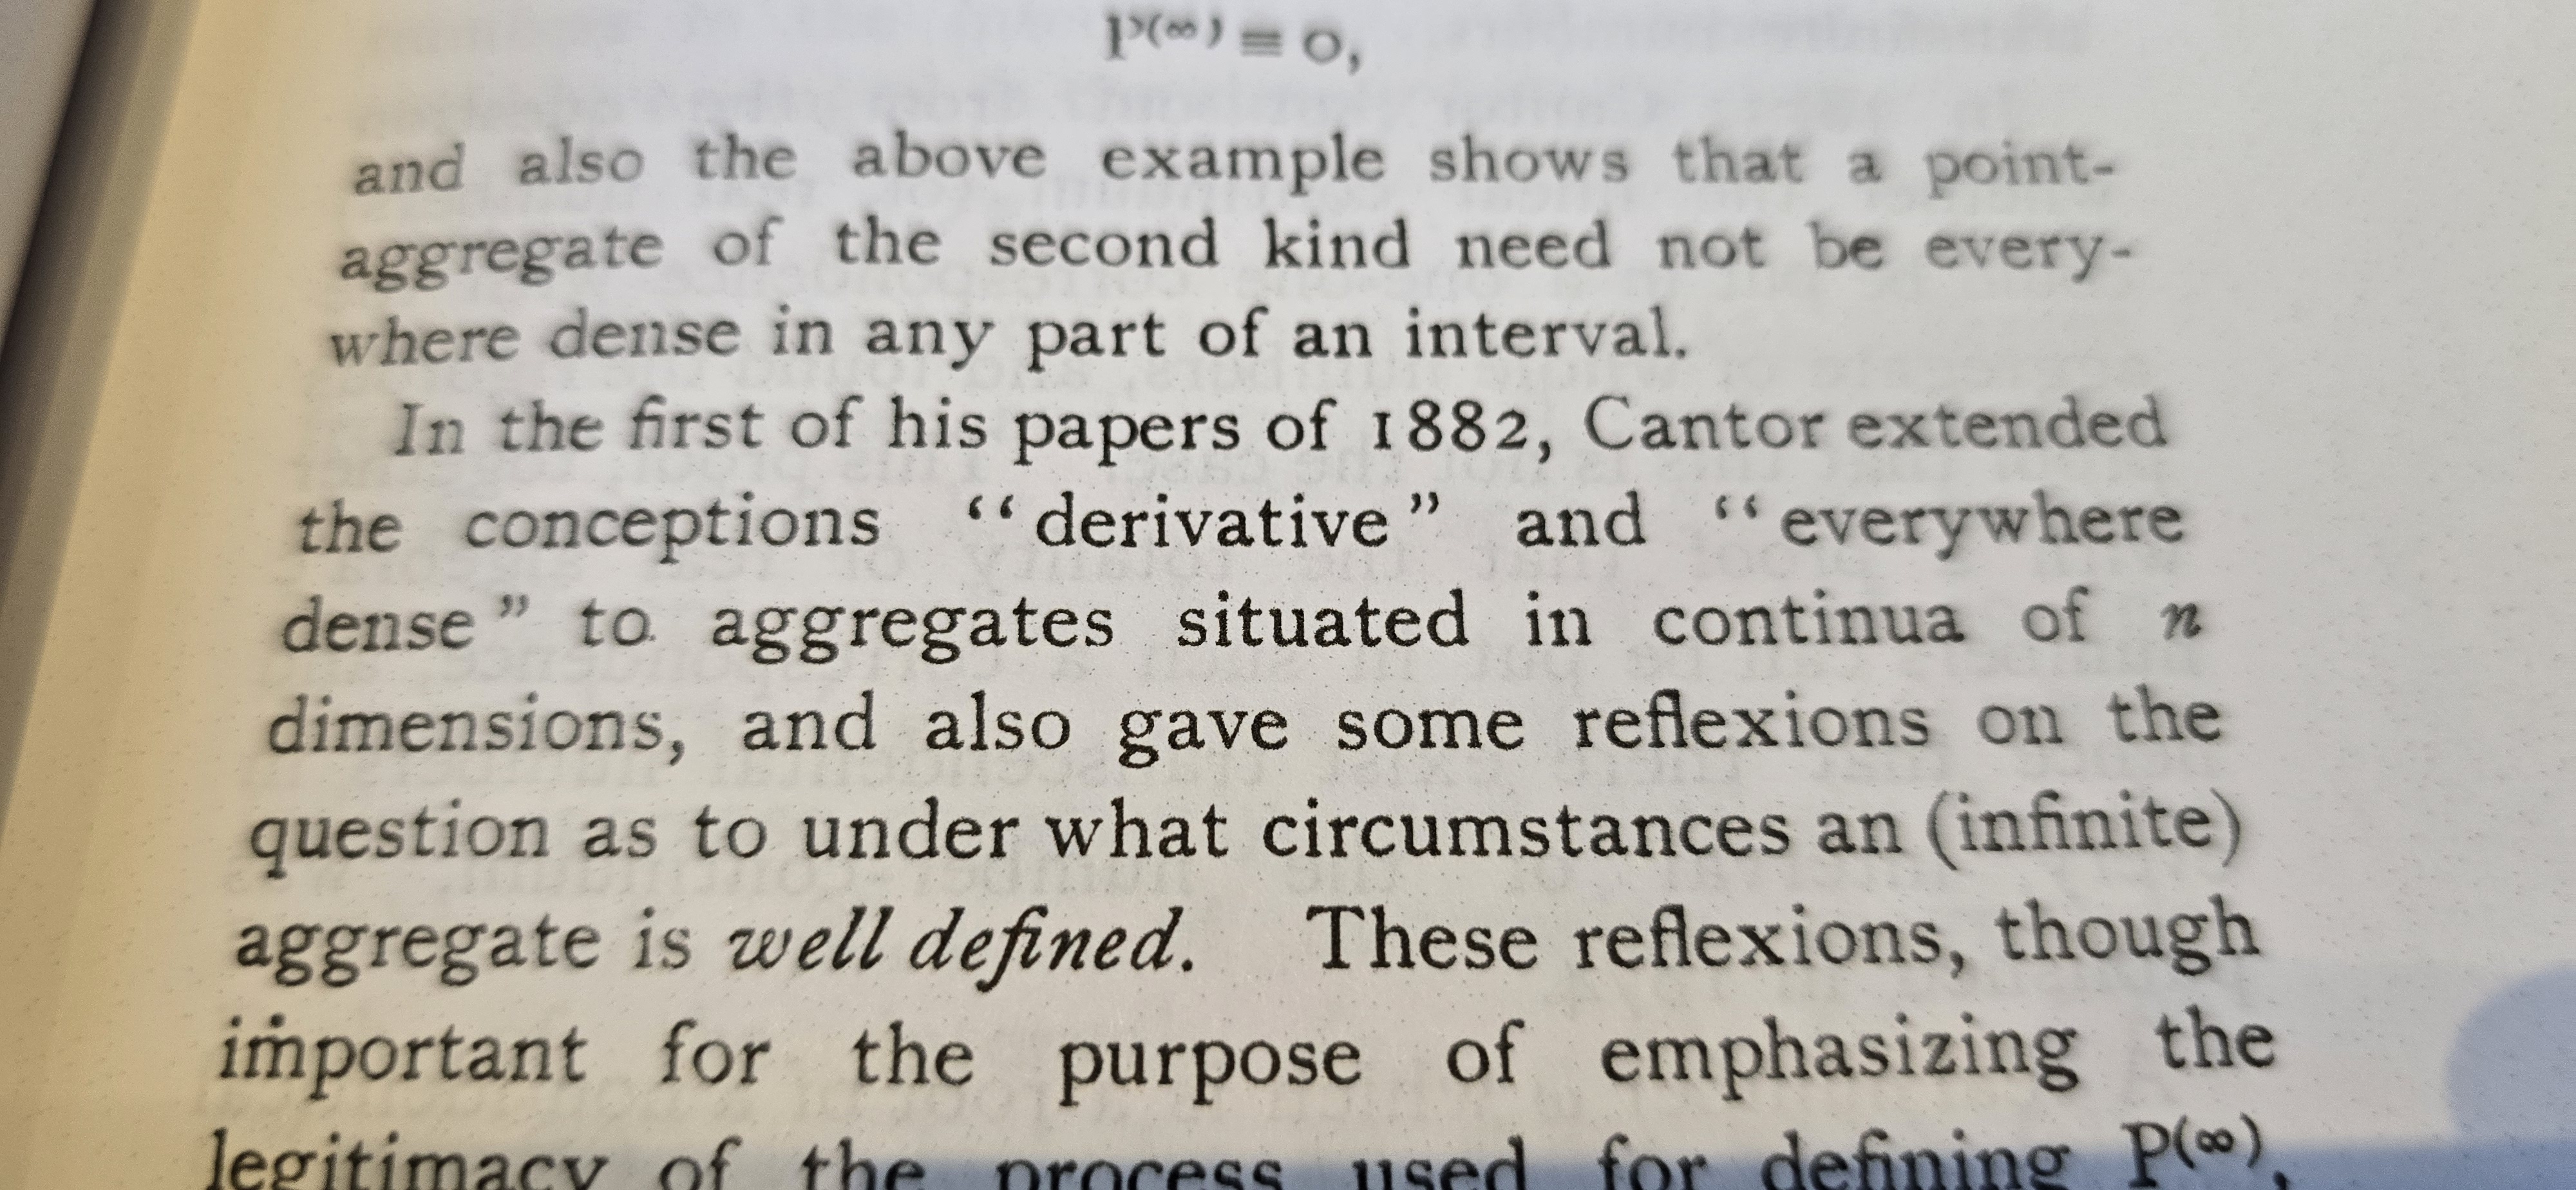 P(∞) ≡ 0,
and also the above example shows that a point-
aggregate of the second kind need not be every-
where dense in any part of an interval.
In the first of his papers of 1882, Cantor extended
the conceptions “derivative” and “everywhere
dense” to aggregates situated in continua of n
dimensions, and also gave some reflexions on the
question as to under what circumstances an (infinite)
aggregate is well defined. These reflexions, though
important for the purpose of emphasizing the
legitimacy of the process used for defining P(∞),